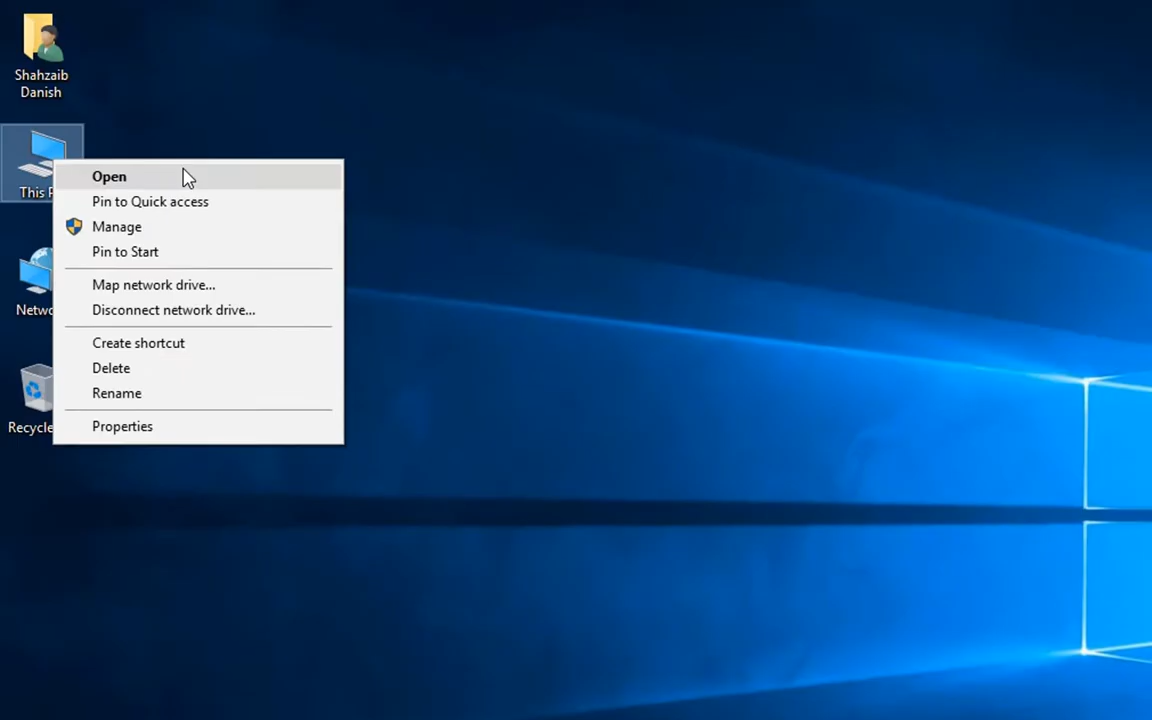 Shahzaib
Danish
This
Open
Pin to Quick access
Manage
Pin to Start
Map network drive...
Disconnect network drive...
Create shortcut
Delete
Rename
Properties